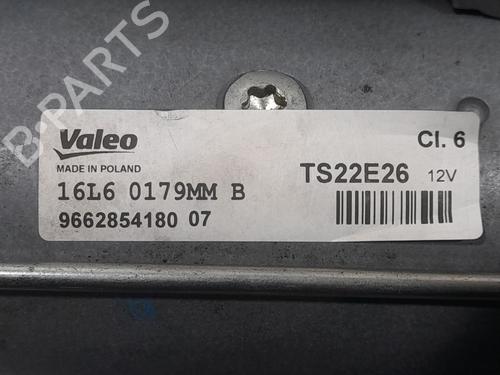 B-PARTS
Valeo
Cl. 6
MADE IN POLAND
TS22E26 12V
16L6 0179MM B
9662854180 07